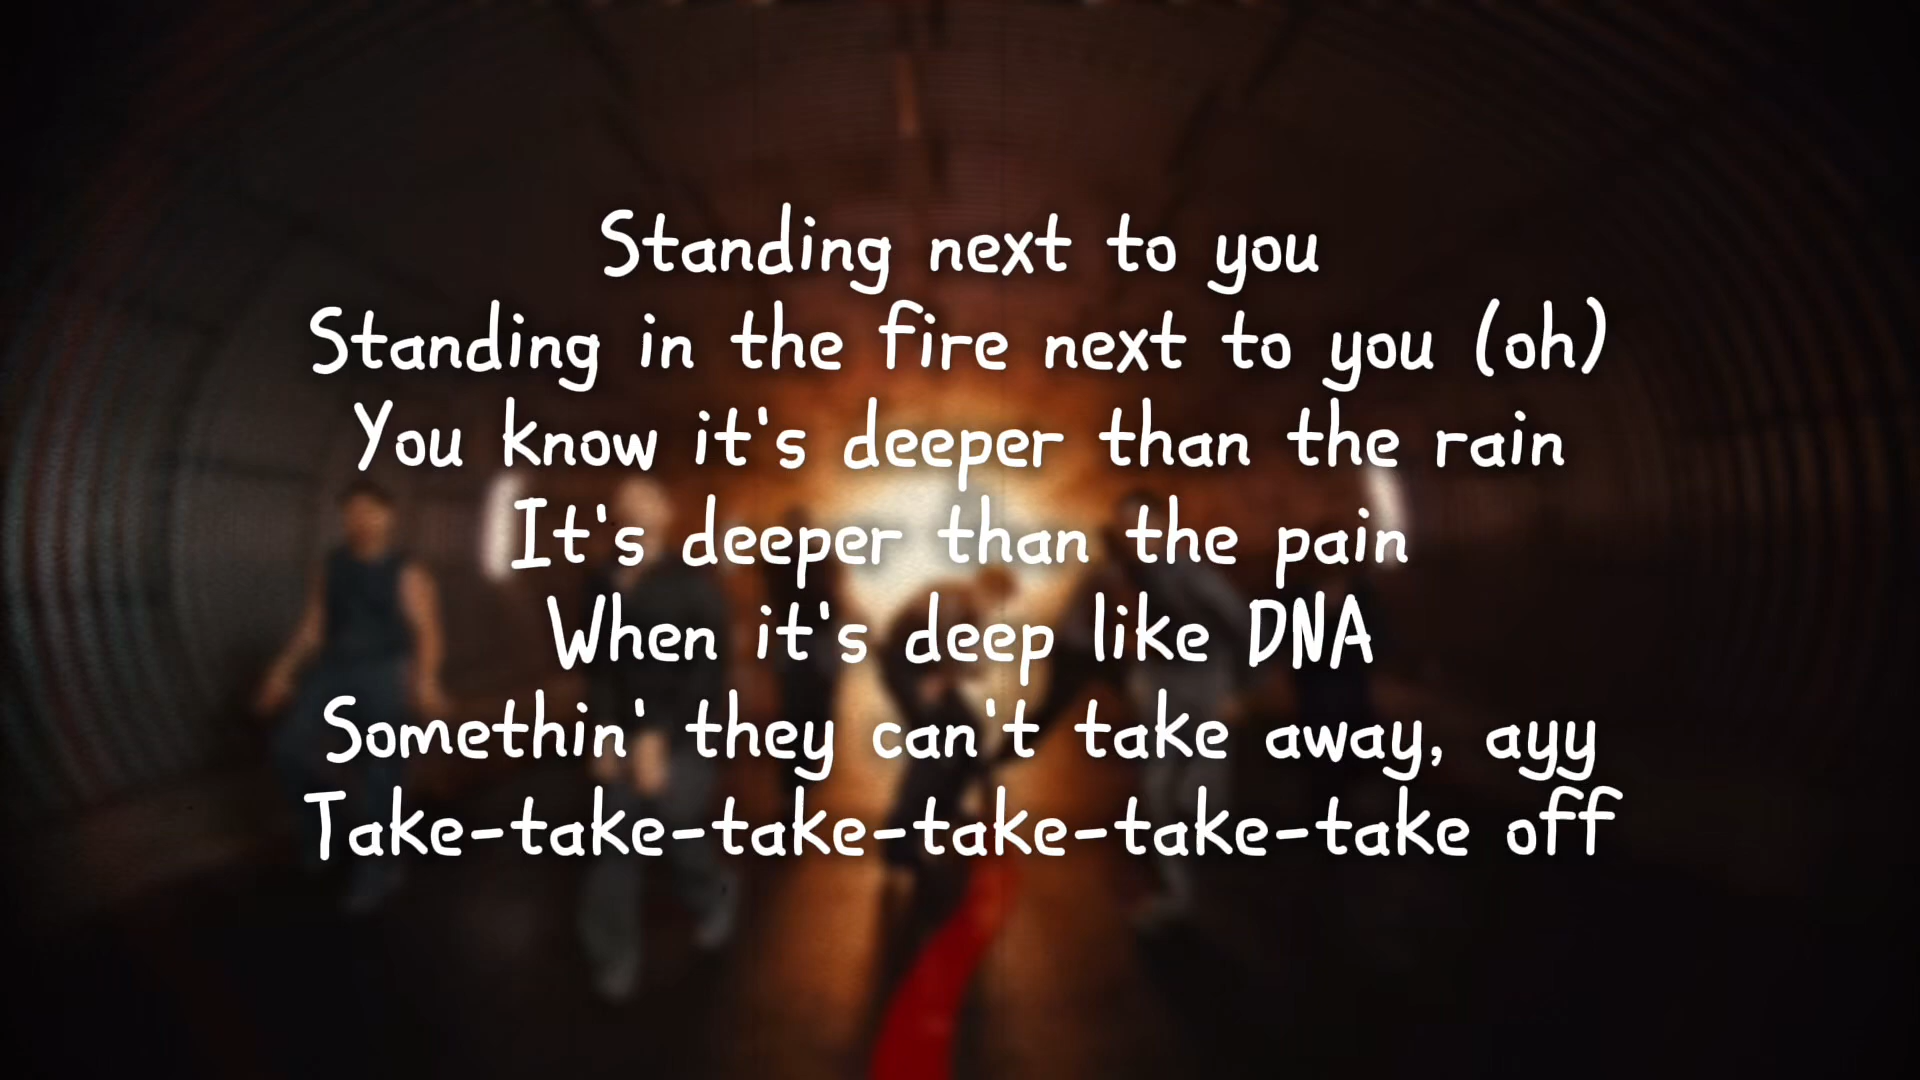 Standing next to you
Standing in the fire next to you (oh)
You know it's deeper than the rain
It's deeper than the pain
When it's deep like DNA
Somethin' they can't take away, ayy
Take-take-take-take-take-take off